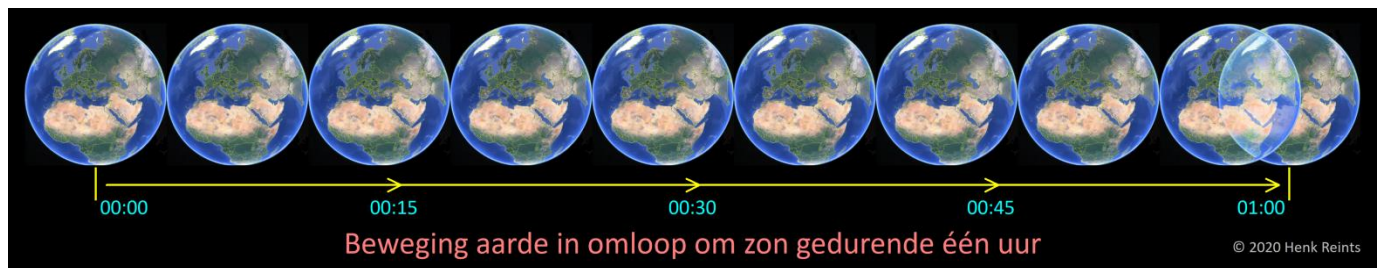 00:00 00:15 00:30 00:45 01:00
Beweging aarde in omloop om zon gedurende één uur
© 2020 Henk Reints